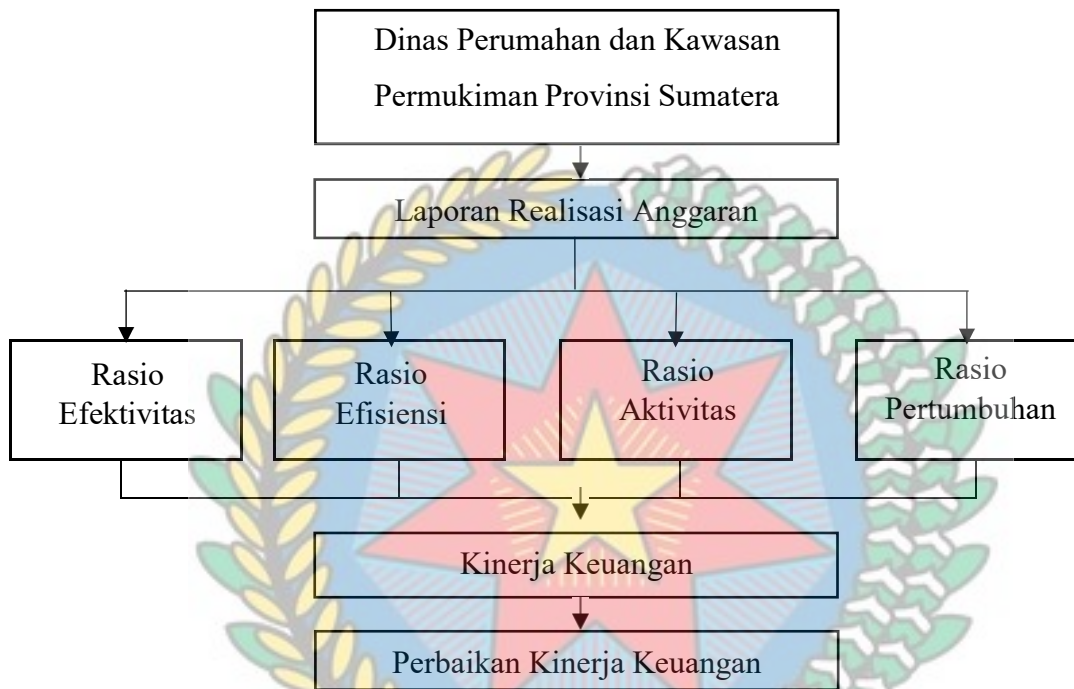 Dinas Perumahan dan Kawasan
Permukiman Provinsi Sumatera
Laporan Realisasi Anggaran
Rasio
Efektivitas
Rasio
Efisiensi
Rasio
Aktivitas
Rasio
Pertumbuhan
Kinerja Keuangan
Perbaikan Kinerja Keuangan